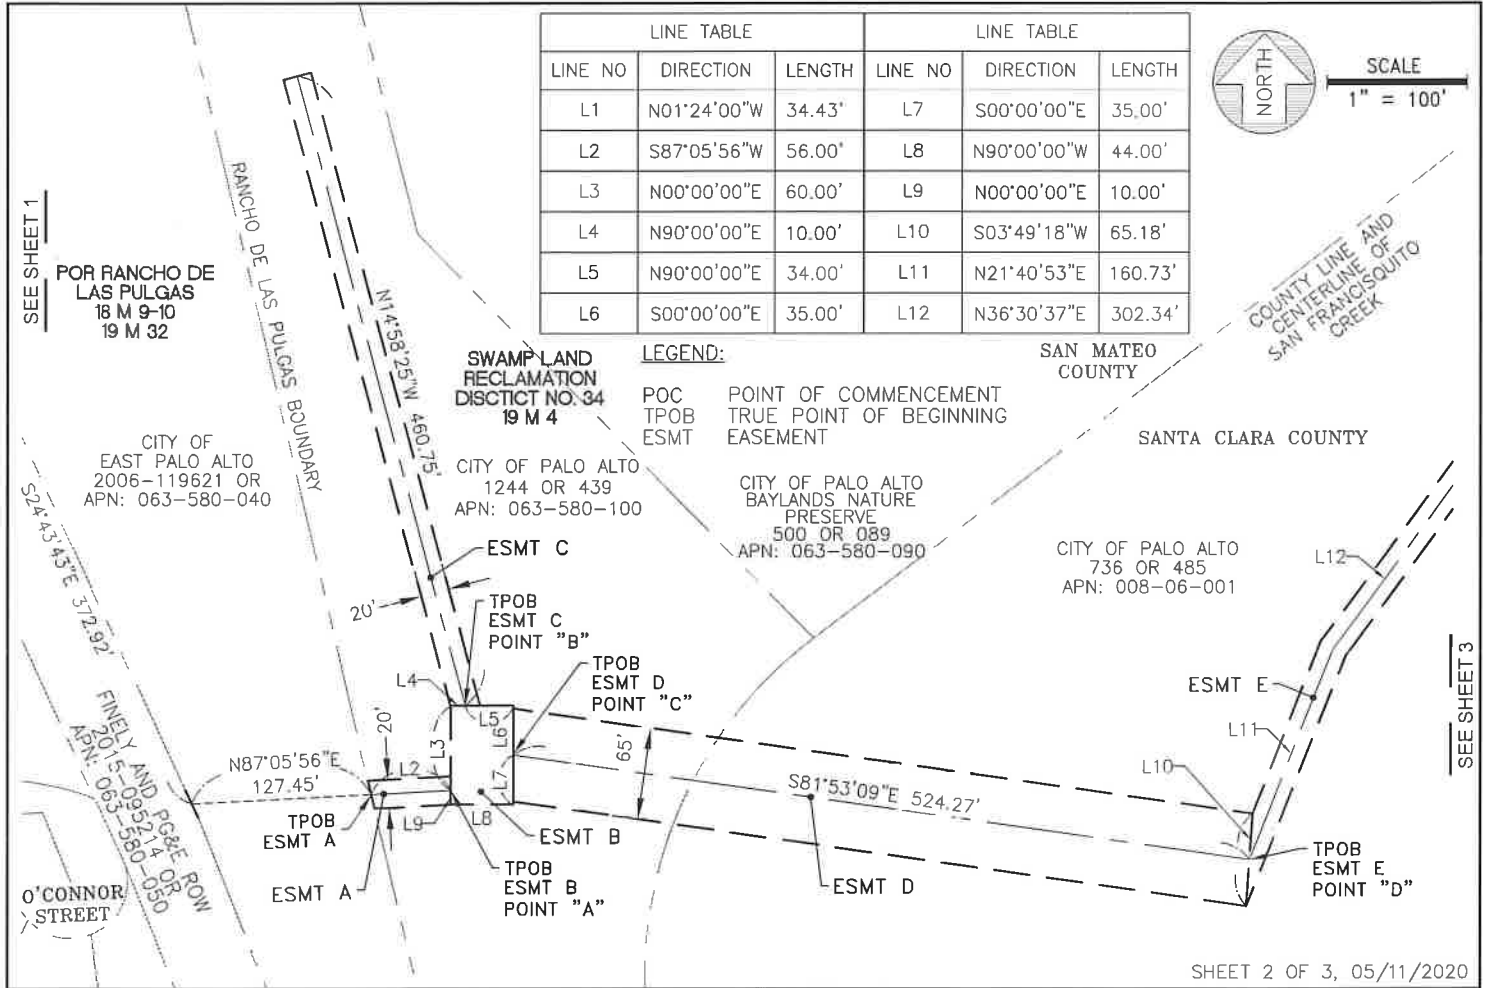 LINE TABLE LINE TABLE
LINE NO DIRECTION LENGTH LINE NO DIRECTION LENGTH
L1 N01°24'00"W 34.43' L7 S00°00'00"E 35.00'
L2 S87°05'56"W 56.00' L8 N90°00'00"W 44.00'
L3 N00°00'00"E 60.00' L9 N00°00'00"E 10.00'
L4 N90°00'00"E 10.00' L10 S03°49'18"W 65.18'
L5 N90°00'00"E 34.00' L11 N21°40'53"E 160.73'
L6 S00°00'00"E 35.00' L12 N36°30'37"E 302.34'
NORTH
SCALE
1" = 100'
SEE SHEET 1
POR RANCHO DE
LAS PULGAS
18 M 9-10
19 M 32
RANCHO DE LAS PULGAS BOUNDARY
N14°58'25"W 460.75'
SWAMP LAND
RECLAMATION
DISCTICT NO. 34
19 M 4
LEGEND:
POC POINT OF COMMENCEMENT
TPOB TRUE POINT OF BEGINNING
ESMT EASEMENT
SAN MATEO
COUNTY
COUNTY LINE AND
CENTERLINE OF
SAN FRANCISQUITO
CREEK
SANTA CLARA COUNTY
CITY OF
EAST PALO ALTO
2006-119621 OR
APN: 063-580-040
CITY OF PALO ALTO
1244 OR 439
APN: 063-580-100
CITY OF PALO ALTO
BAYLANDS NATURE
PRESERVE
500 OR 089
APN: 063-580-090
CITY OF PALO ALTO
736 OR 485
APN: 008-06-001
S24°43'43"E 372.92'
ESMT C
20'
TPOB
ESMT C
POINT "B"
L12
TPOB
ESMT D
POINT "C"
ESMT E
SEE SHEET 3
L4
L5
L3
L6
L7
65'
L11
L10
FINELY AND PG&E ROW
2015-095214 OR
APN: 063-580-050
N87°05'56"E
127.45'
20'
L2
S81°53'09"E 524.27'
TPOB
ESMT A
L9
L8
ESMT B
TPOB
ESMT B
POINT "A"
ESMT A
ESMT D
TPOB
ESMT E
POINT "D"
O'CONNOR
STREET
SHEET 2 OF 3, 05/11/2020